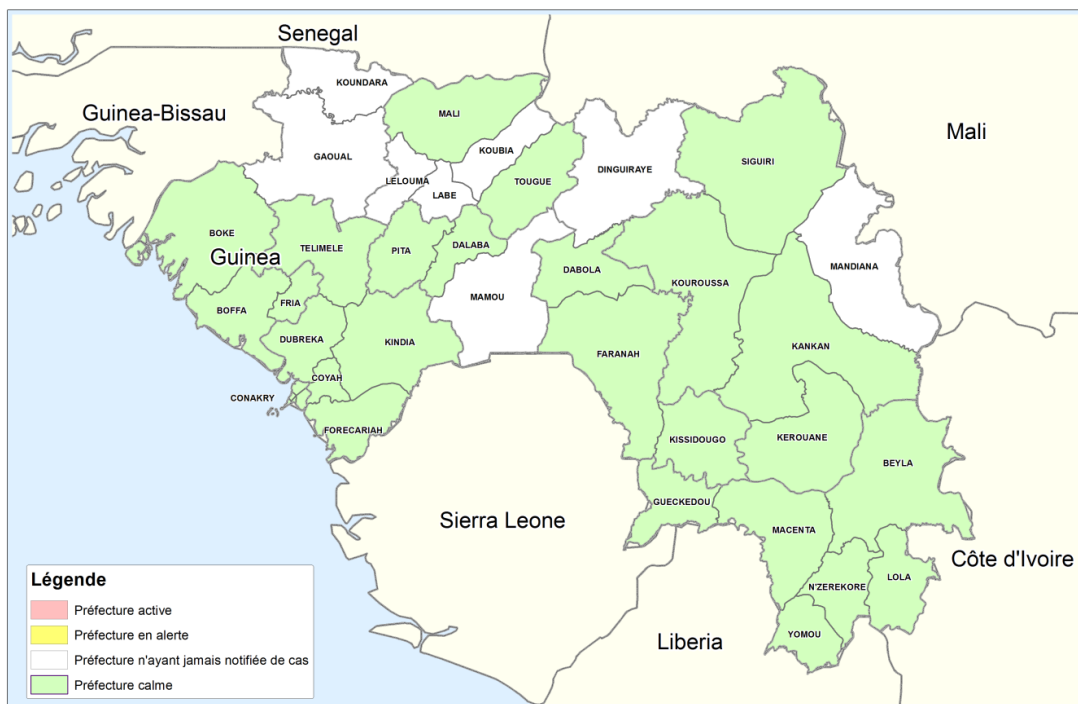 Senegal
KOUNDARA
Guinea-Bissau
MALI
Mali
KOUBIA
GAOUAL
SIGUIRI
DINGUIRAYE
LELOUMA
TOUGUE
LABE
BOKE
TELIMELE
PITA
DALABA
Guinea
MANDIANA
DABOLA
KOUROUSSA
MAMOU
FRIA
BOFFA
DUBREKA
KINDIA
KANKAN
FARANAH
COYAH
CONAKRY
FORECARIAH
KISSIDOUGO
KEROUANE
BEYLA
GUECKEDOU
Sierra Leone
MACENTA
Côte d'Ivoire
LOLA
N'ZEREKORE
YOMOU
Liberia
Légende
Préfecture active
Préfecture en alerte
Préfecture n'ayant jamais notifiée de cas
Préfecture calme